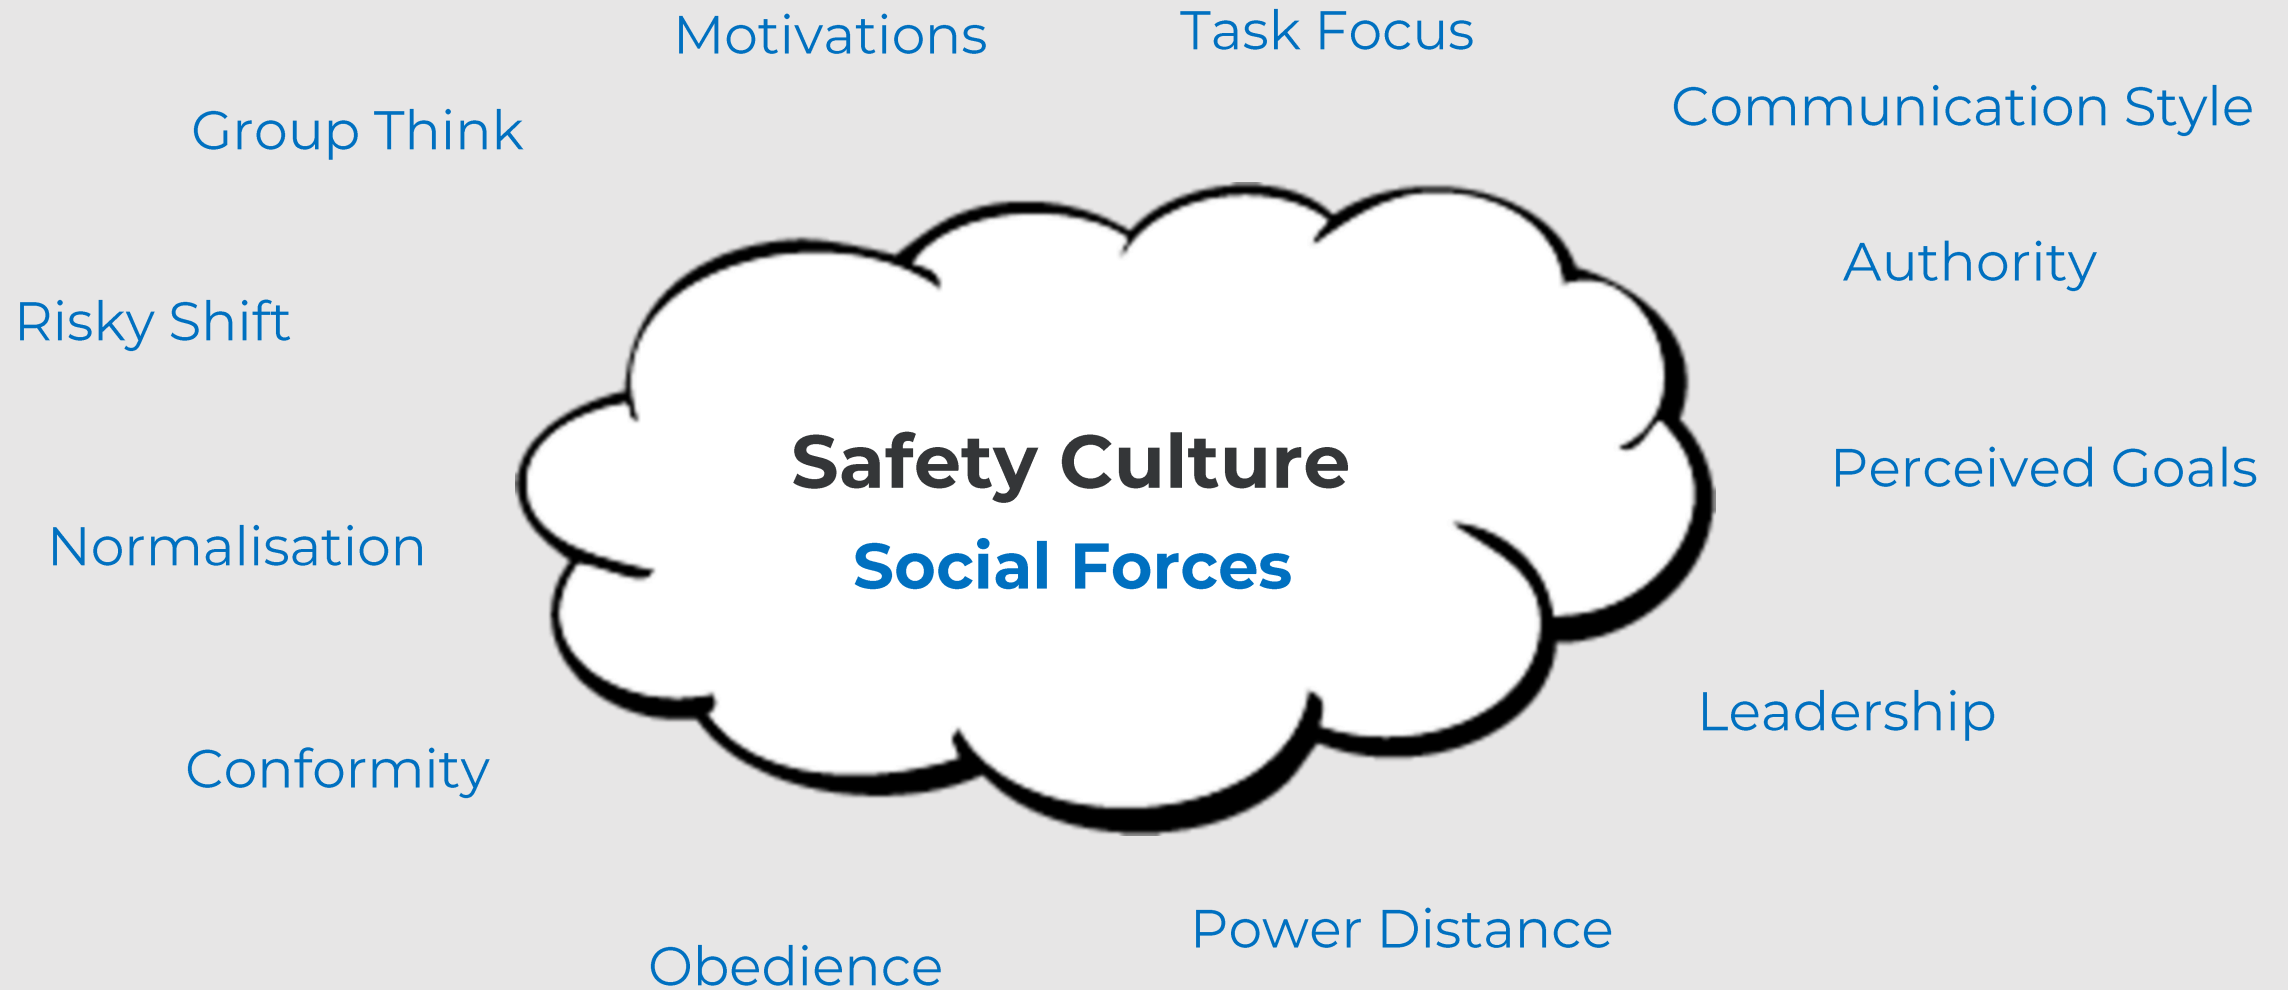 Motivations
Task Focus
Group Think
Communication Style
Risky Shift
Authority
Safety Culture
Social Forces
Perceived Goals
Normalisation
Leadership
Conformity
Power Distance
Obedience